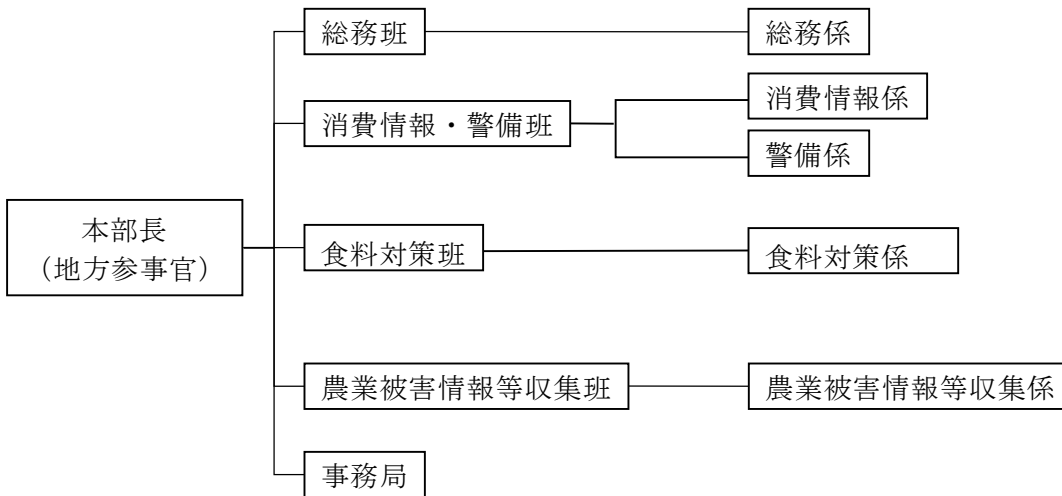 総務班
総務係
消費情報・警備班
消費情報係
警備係
本部長
（地方参事官）
食料対策班
食料対策係
農業被害情報等収集班
農業被害情報等収集係
事務局